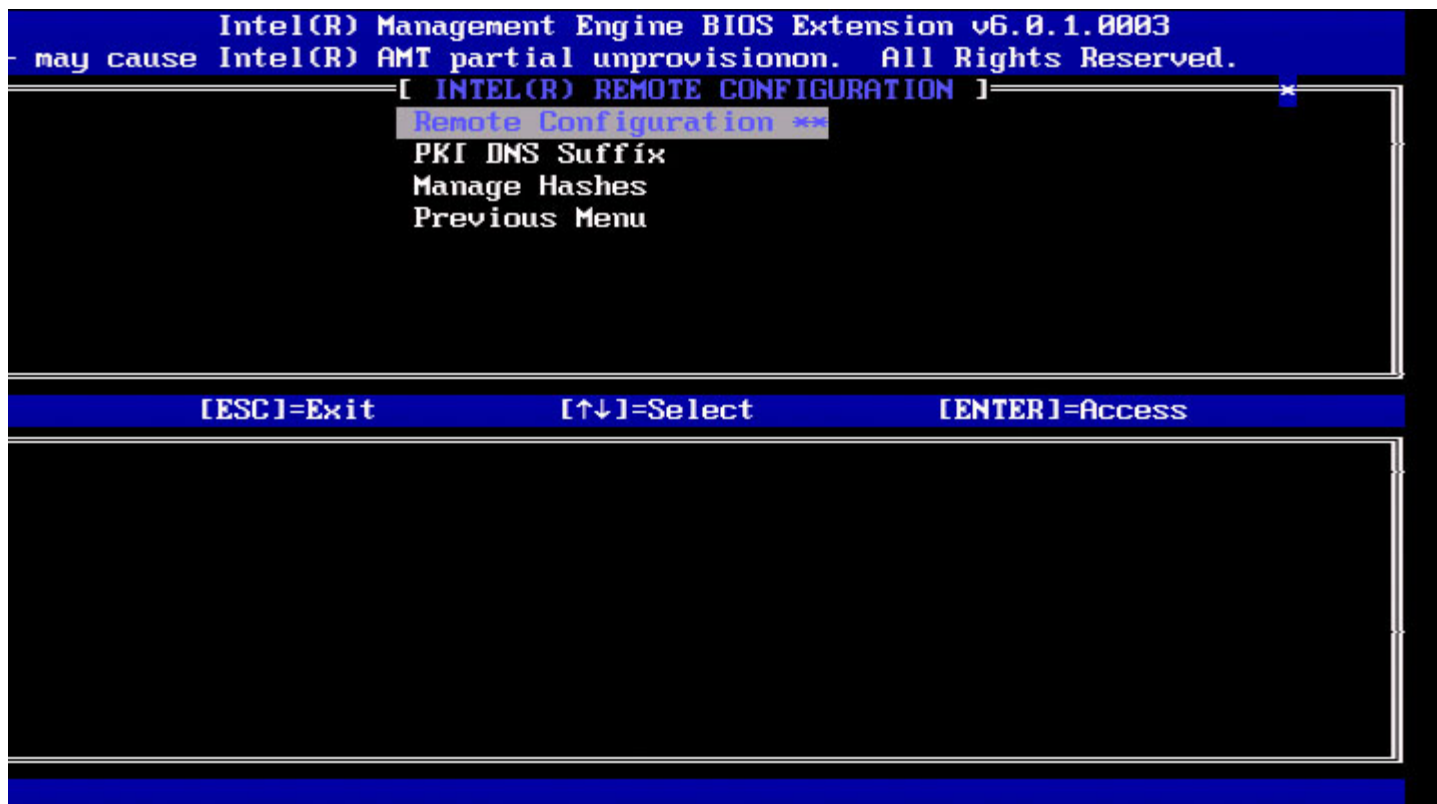 Intel(R) Management Engine BIOS Extension v6.0.1.0003
- may cause Intel(R) AMT partial unprovisionon. All Rights Reserved.
[ INTEL(R) REMOTE CONFIGURATION ]
Remote Configuration **
PKI DNS Suffix
Manage Hashes
Previous Menu
[ESC]=Exit [↑↓]=Select [ENTER]=Access